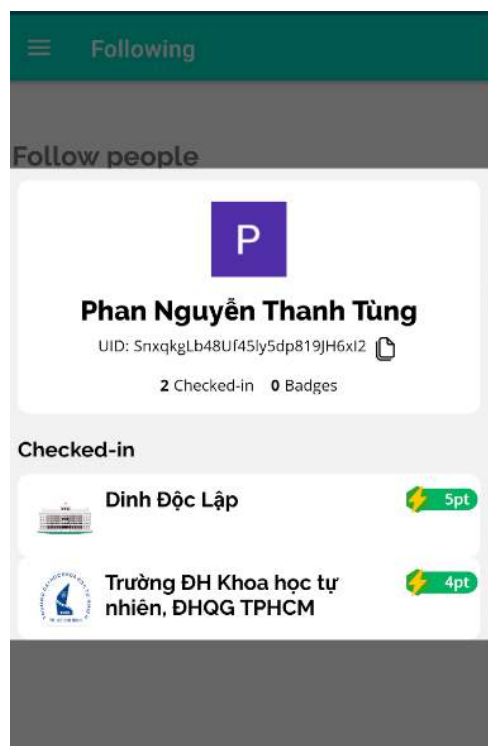 Following
Follow people
P
Phan Nguyễn Thanh Tùng
UID: SnxqkgLb48Uf45ly5dp819JH6xI2
2 Checked-in 0 Badges
Checked-in
Dinh Độc Lập
5pt
Trường ĐH Khoa học tự
nhiên, ĐHQG TPHCM
4pt